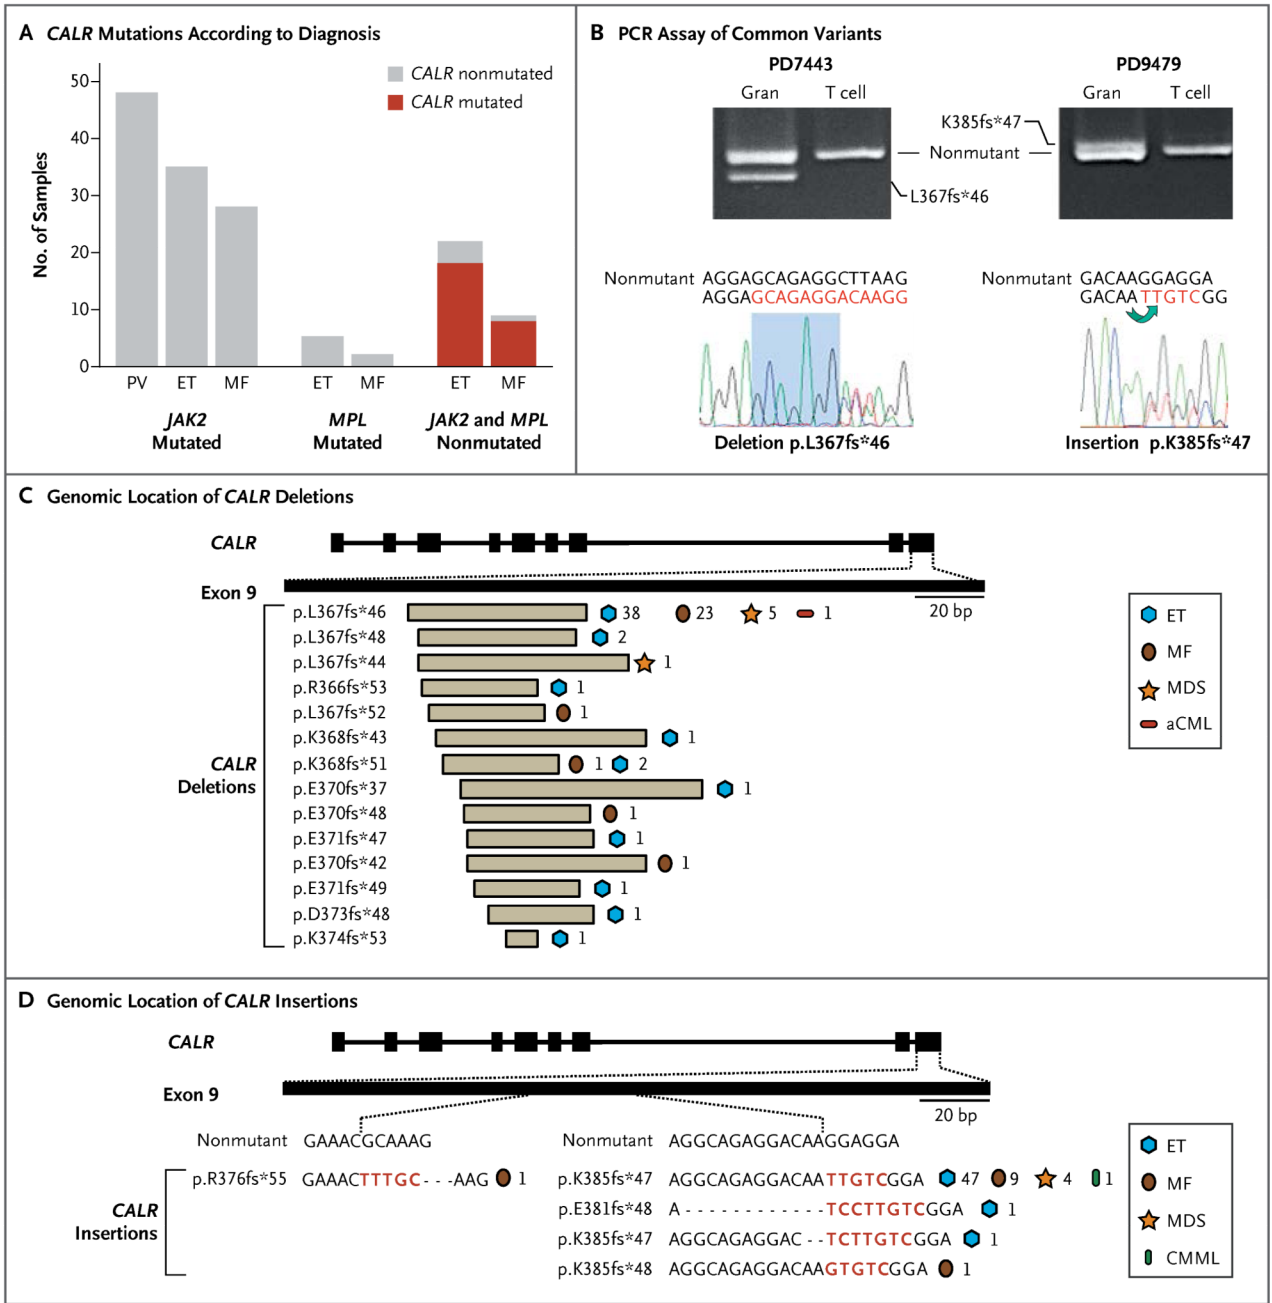 A CALR Mutations According to Diagnosis
CALR nonmutated
CALR mutated
No. of Samples
50
40
30
20
10
0
PV ET MF ET MF ET MF
JAK2 Mutated
MPL Mutated
JAK2 and MPL Nonmutated
B PCR Assay of Common Variants
PD7443 PD9479
Gran T cell Gran T cell
K385fs*47
Nonmutant
L367fs*46
Nonmutant AGGAGCAGAGGCTTAAG
AGGAGCAGAGGACAAGG
Deletion p.L367fs*46
Nonmutant GACAAGGAGGA
GACAATTGTCGG
Insertion p.K385fs*47
C Genomic Location of CALR Deletions
CALR
Exon 9
20 bp
CALR Deletions
p.L367fs*46 38 23 5 1
p.L367fs*48 2
p.L367fs*44 1
p.R366fs*53 1
p.L367fs*52 1
p.K368fs*43 1
p.K368fs*51 1 2
p.E370fs*37 1
p.E370fs*48 1
p.E371fs*47 1
p.E370fs*42 1
p.E371fs*49 1
p.D373fs*48 1
p.K374fs*53 1
ET
MF
MDS
aCML
D Genomic Location of CALR Insertions
CALR
Exon 9
20 bp
Nonmutant GAAACGCAAAG
CALR Insertions
p.R376fs*55 GAAACTTTGC---AAG 1
Nonmutant AGGCAGAGGACAAGGAGGA
p.K385fs*47 AGGCAGAGGACAATTGTCGGA 47 9 4 1
p.E381fs*48 A------------TCCTTGTCGGA 1
p.K385fs*47 AGGCAGAGGAC--TCTTGTCGGA 1
p.K385fs*48 AGGCAGAGGACAAGTGTCGGA 1
ET
MF
MDS
CMML